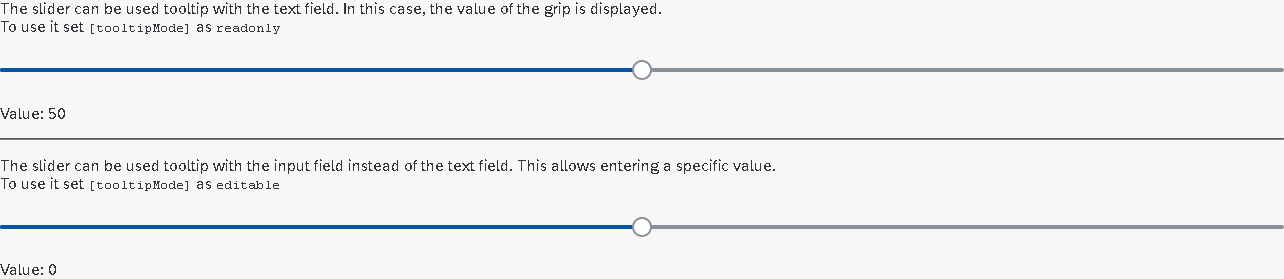 The slider can be used tooltip with the text field. In this case, the value of the grip is displayed.
To use it set [tooltipMode] as readonly
Value: 50
The slider can be used tooltip with the input field instead of the text field. This allows entering a specific value.
To use it set [tooltipMode] as editable
Value: 0